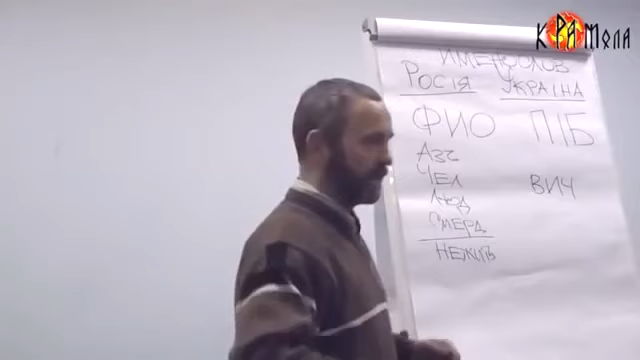 КРАМОЛА
ИМЕНОСЛОВ
РОСІЯ УКРАЇНА
ФИО ПІБ
АЗЪ
ЧЕЛ ВИЧ
ЛЮД
СМЕРД
НЕЖИТЬ